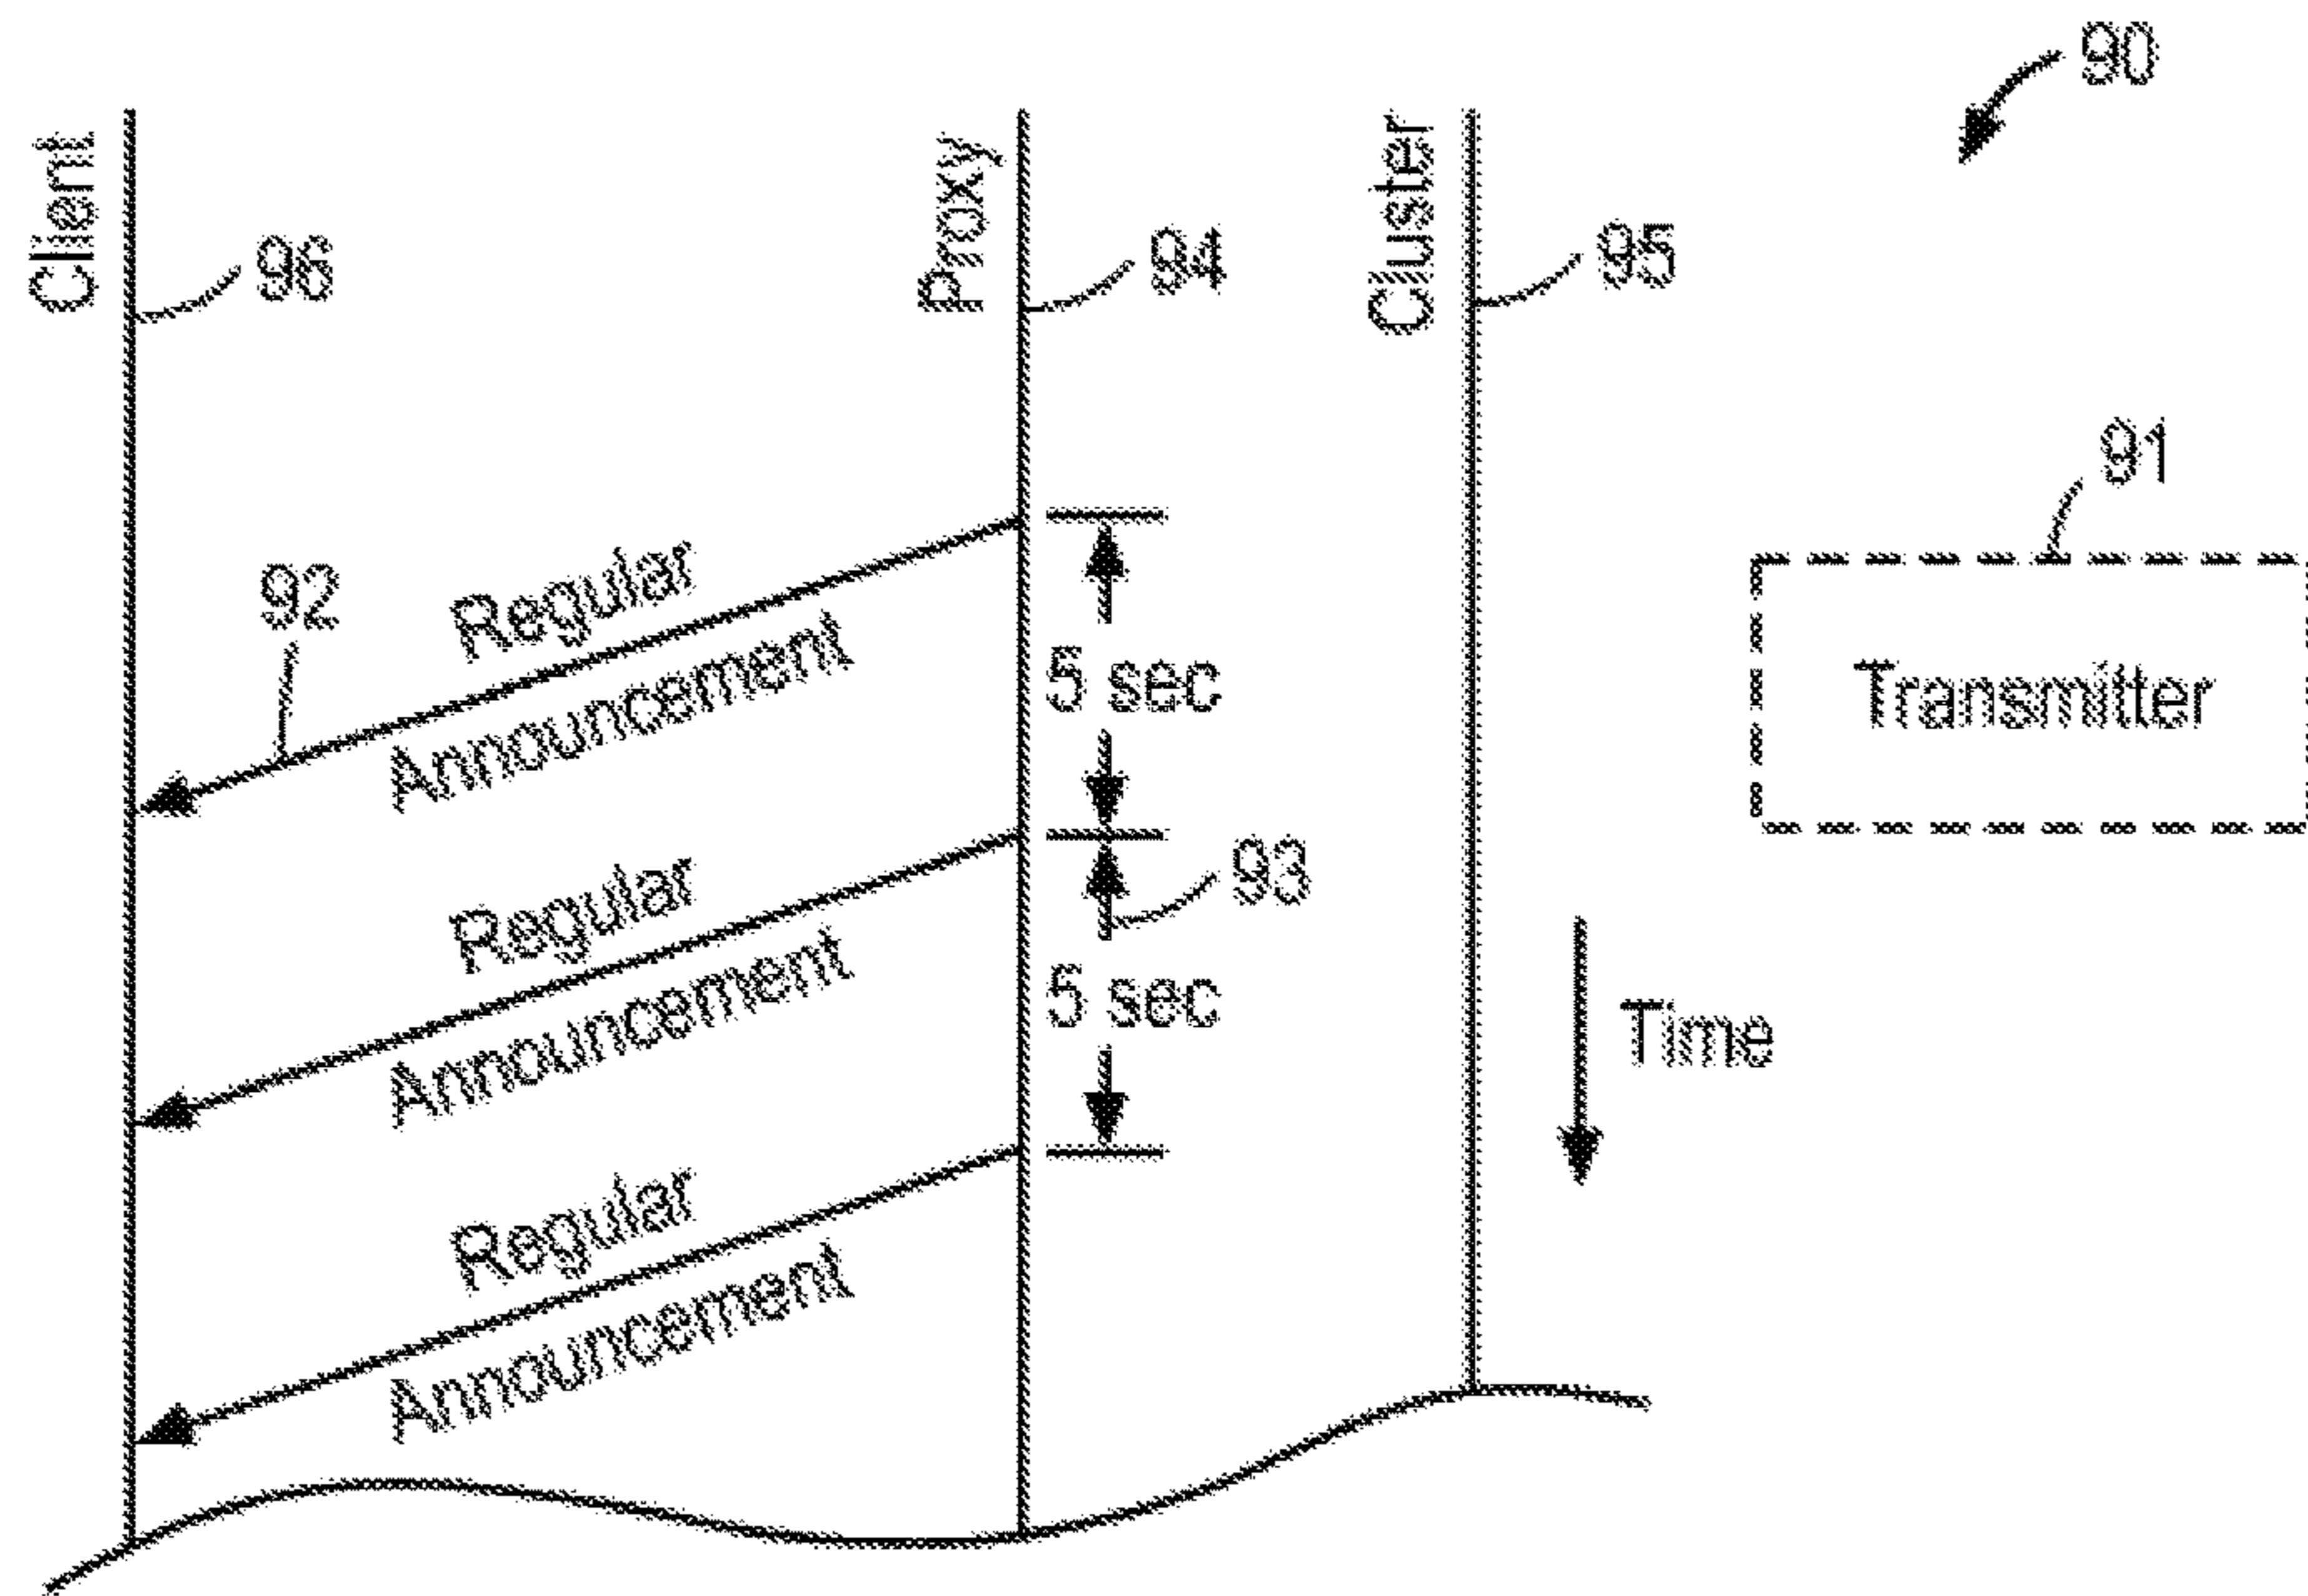 90
Client
96
Proxy
94
Cluster
95
91
Transmitter
92
Regular
Announcement
5 sec
93
Regular
Announcement
5 sec
Time
Regular
Announcement